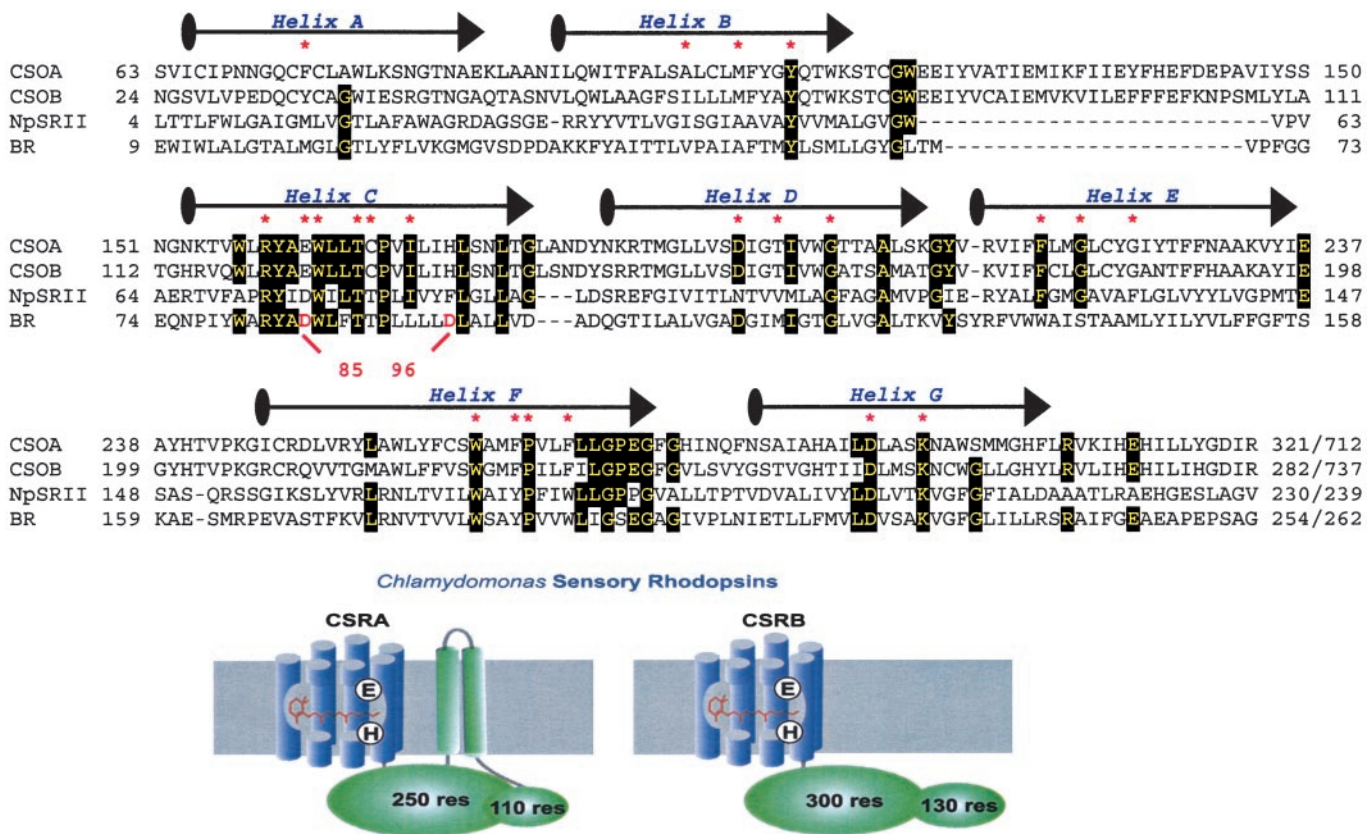 Helix A Helix B
* * * *
CSOA 63 SVICIPNNGQCFCLAWLKSNGTNAEKLAANILQWITFALSALCLMFYGYQTWKSTCGWEEIYVATIEMIKFIIEYFHEFDEPAVIYSS 150
CSOB 24 NGSVLVPEDQCYCAGWIESRGTNGAQTASNVLQWLAAGFSILLLMFYAYQTWKSTCGWEEIYVCAIEMVKVILEFFFEFKNPSMLYLA 111
NpSRII 4 LTTLFWLGAIGMLVGTLAFAWAGRDAGSGE-RRYYVTLVGISGIAAVAYVVMALGVGW----------------------------VPV 63
BR 9 EWIWLALGTALMGLGTLYFLVKGMGVSDPDAKKFYAITTLVPAIAFTMYLSMLLGYGLTM------------------------VPFGG 73
Helix C Helix D Helix E
* ** ** * * * * * * *
CSOA 151 NGNKTVWLRYAEWLLTCPVILIHLSNLTGLANDYNKRTMGLLVSDIGTIVWGTTAALSKGYV-RVIFFLMGLCYGIYTFFNAAKVYIE 237
CSOB 112 TGHRVQWLRYAEWLLTCPVILIHLSNLTGLSNDYSRRTMGLLVSDIGTIVWGATSAMATGYV-KVIFFCLGLCYGANTFFHAAKAYIE 198
NpSRII 64 AERTVFAPRYIDWILTTPLIVYFLGLLAG---LDSREFGIVITLNTVVMLAGFAGAMVPGIE-RYALFGMGAVAFLGLVYYLVGPMTE 147
BR 74 EQNPIYWARYADWLFTTPLLLLDLALLVD---ADQGTILALVGADGIMIGTGLVGALTKVYSYRFVWWAISTAAMLYILYVLFFGFTS 158
85 96
Helix F Helix G
* ** * * *
CSOA 238 AYHTVPKGICRDLVRYLAWLYFCSWAMFPVLFLLGPEGFGHINQFNSAIAHAILDLASKNAWSMMGHFLRVKIHEHILLYGDIR 321/712
CSOB 199 GYHTVPKGRCRQVVTGMAWLFFVSWGMFPILFILGPEGFGVLSVYGSTVGHTIIDLMSKNCWGLLGHYLRVLIHEHILIHGDIR 282/737
NpSRII 148 SAS-QRSSGIKSLYVRLRNLTVILWAIYPFIWLLGPPGVALLTPTVDVALIVYLDLVTKVGFGFIALDAAATLRAEHGESLAGV 230/239
BR 159 KAE-SMRPEVASTFKVLRNVTVVLWSAYPVVWLIGSEGAGIVPLNIETLLFMVLDVSAKVGFGLILLRSRAIFGEAEAPEPSAG 254/262
Chlamydomonas Sensory Rhodopsins
CSRA CSRB
E E
H H
250 res 110 res 300 res 130 res